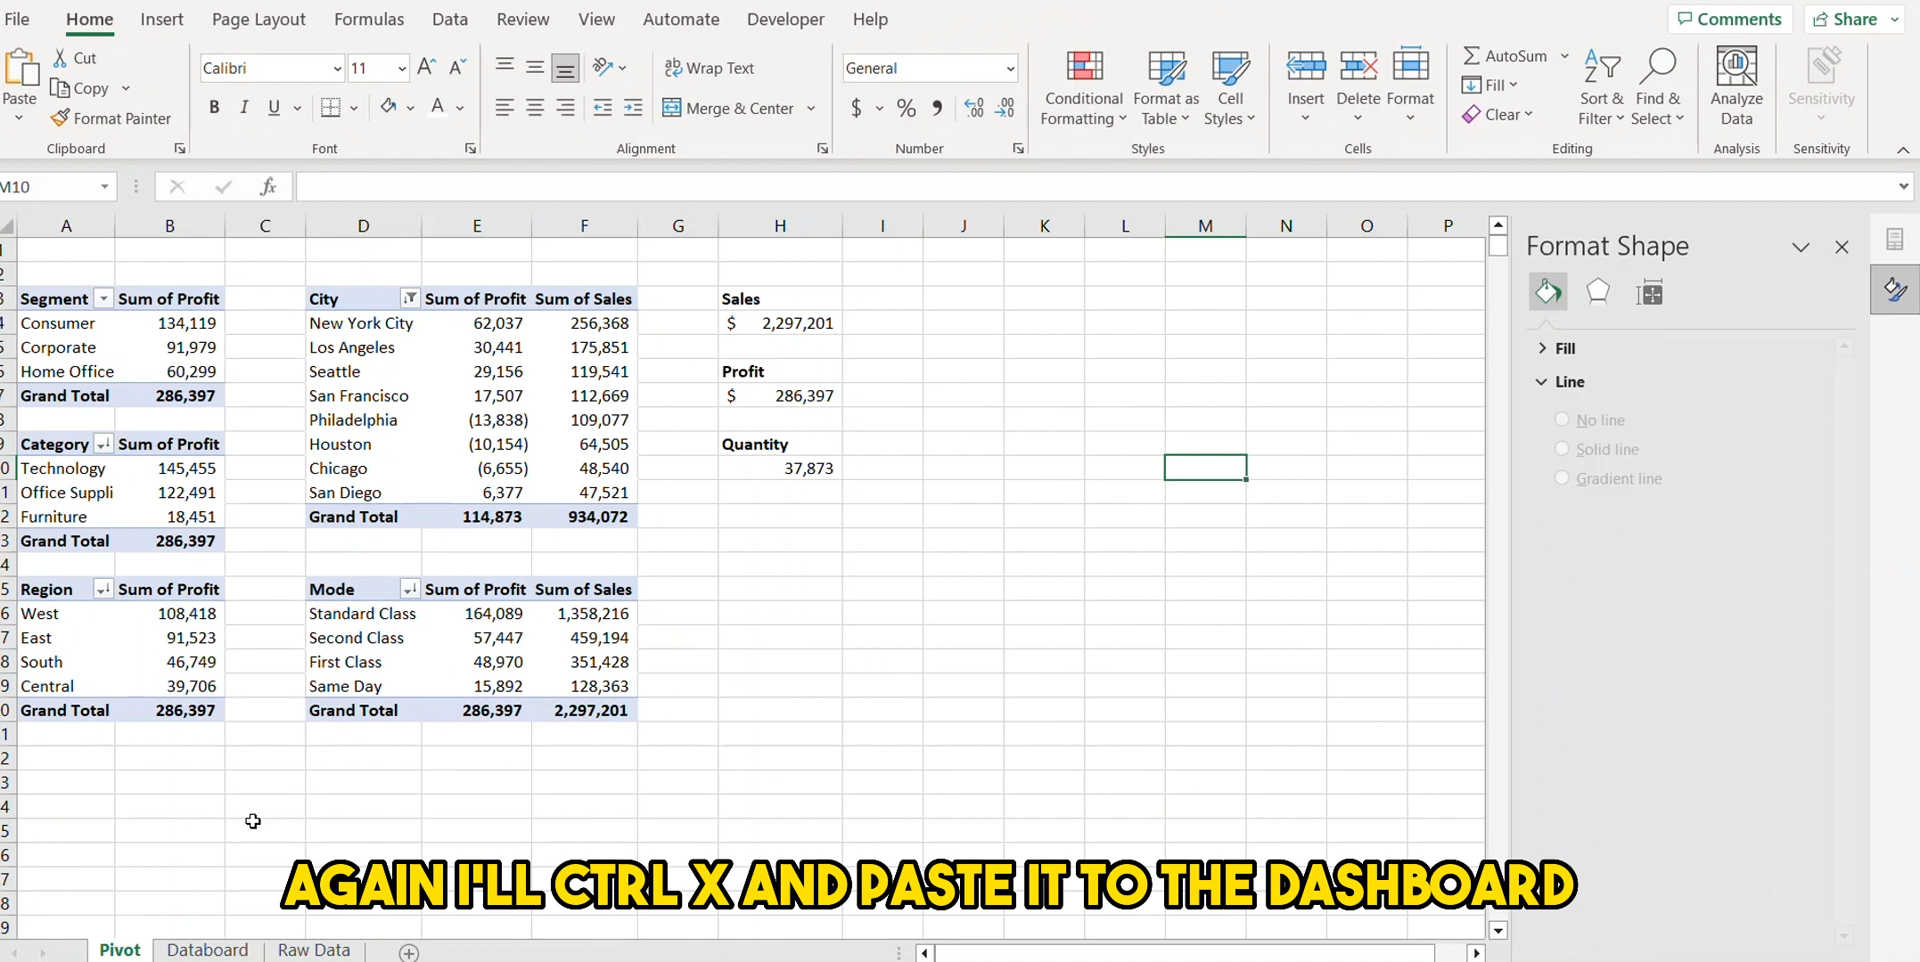 File Home Insert Page Layout Formulas Data Review View Automate Developer Help Comments Share
Paste Cut Copy Format Painter Clipboard
Calibri 11 A^ A˅ B I U A Font
Wrap Text Merge & Center Alignment
General $ % , Number
Conditional Formatting Format as Table Cell Styles Styles
Insert Delete Format Cells
AutoSum Fill Clear Sort & Filter Find & Select Editing
Analyze Data Analysis
Sensitivity Sensitivity
M10 fx
A B C D E F G H I J K L M N O P
Segment Sum of Profit
Consumer 134,119
Corporate 91,979
Home Office 60,299
Grand Total 286,397
Category Sum of Profit
Technology 145,455
Office Suppli 122,491
Furniture 18,451
Grand Total 286,397
Region Sum of Profit
West 108,418
East 91,523
South 46,749
Central 39,706
Grand Total 286,397
City Sum of Profit Sum of Sales
New York City 62,037 256,368
Los Angeles 30,441 175,851
Seattle 29,156 119,541
San Francisco 17,507 112,669
Philadelphia (13,838) 109,077
Houston (10,154) 64,505
Chicago (6,655) 48,540
San Diego 6,377 47,521
Grand Total 114,873 934,072
Mode Sum of Profit Sum of Sales
Standard Class 164,089 1,358,216
Second Class 57,447 459,194
First Class 48,970 351,428
Same Day 15,892 128,363
Grand Total 286,397 2,297,201
Sales
$ 2,297,201
Profit
$ 286,397
Quantity
37,873
Format Shape
Fill
Line
No line
Solid line
Gradient line
AGAIN I'LL CTRL X AND PASTE IT TO THE DASHBOARD
Pivot Databoard Raw Data